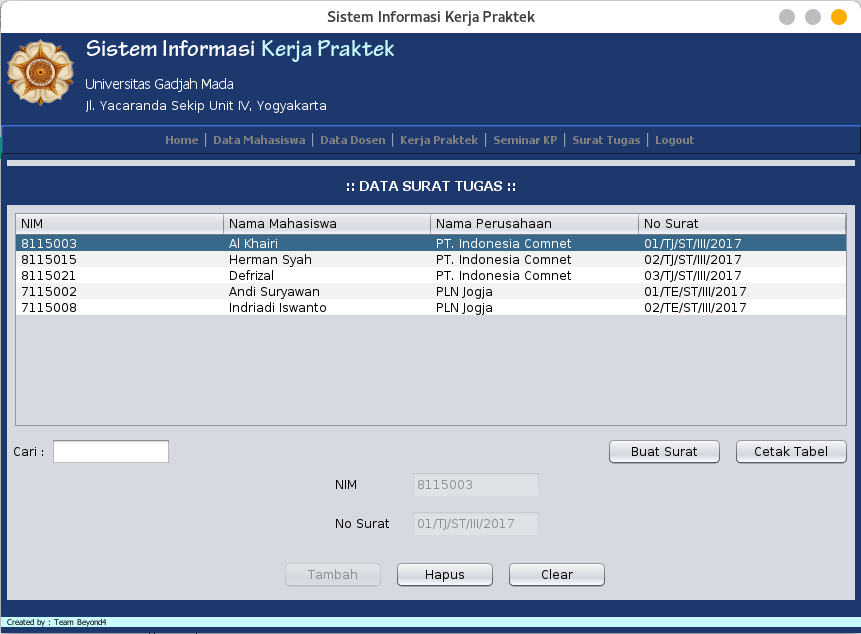 Sistem Informasi Kerja Praktek
Sistem Informasi Kerja Praktek
Universitas Gadjah Mada
Jl. Yacaranda Sekip Unit IV, Yogyakarta
Home | Data Mahasiswa | Data Dosen | Kerja Praktek | Seminar KP | Surat Tugas | Logout
:: DATA SURAT TUGAS ::
NIM Nama Mahasiswa Nama Perusahaan No Surat
8115003 Al Khairi PT. Indonesia Comnet 01/TJ/ST/III/2017
8115015 Herman Syah PT. Indonesia Comnet 02/TJ/ST/III/2017
8115021 Defrizal PT. Indonesia Comnet 03/TJ/ST/III/2017
7115002 Andi Suryawan PLN Jogja 01/TE/ST/III/2017
7115008 Indriadi Iswanto PLN Jogja 02/TE/ST/III/2017
Cari : Buat Surat Cetak Tabel
NIM 8115003
No Surat 01/TJ/ST/III/2017
Tambah Hapus Clear
Created by : Team Beyond4